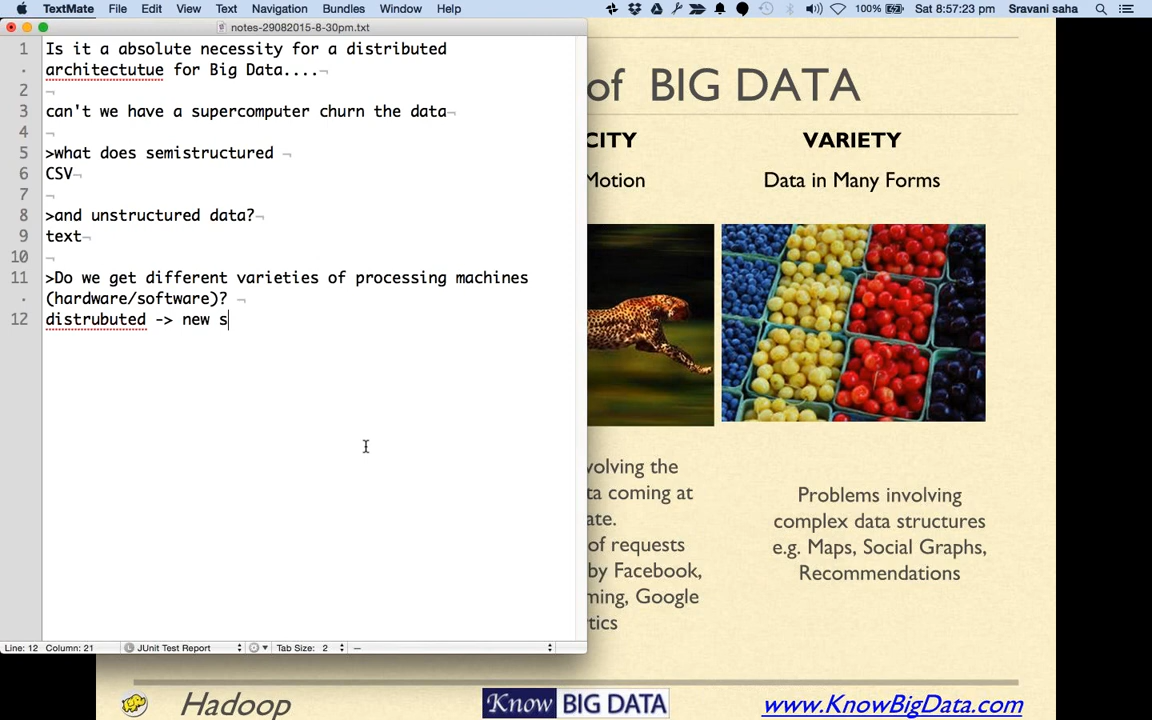 TextMate File Edit View Text Navigation Bundles Window Help 100% Sat 8:57:23 pm Sravani saha
notes-29082015-8-30pm.txt
1 Is it a absolute necessity for a distributed
architectutue for Big Data....
2
3 can't we have a supercomputer churn the data
4
5 >what does semistructured
6 CSV
7
8 >and unstructured data?
9 text
10
11 >Do we get different varieties of processing machines
(hardware/software)?
12 distrubuted -> new s
Line: 12 Column: 21 JUnit Test Report Tab Size: 2
of BIG DATA
CITY
Motion
volving the
ta coming at
ate.
of requests
by Facebook,
ming, Google
tics
VARIETY
Data in Many Forms
Problems involving
complex data structures
e.g. Maps, Social Graphs,
Recommendations
Hadoop
Know BIG DATA
www.KnowBigData.com